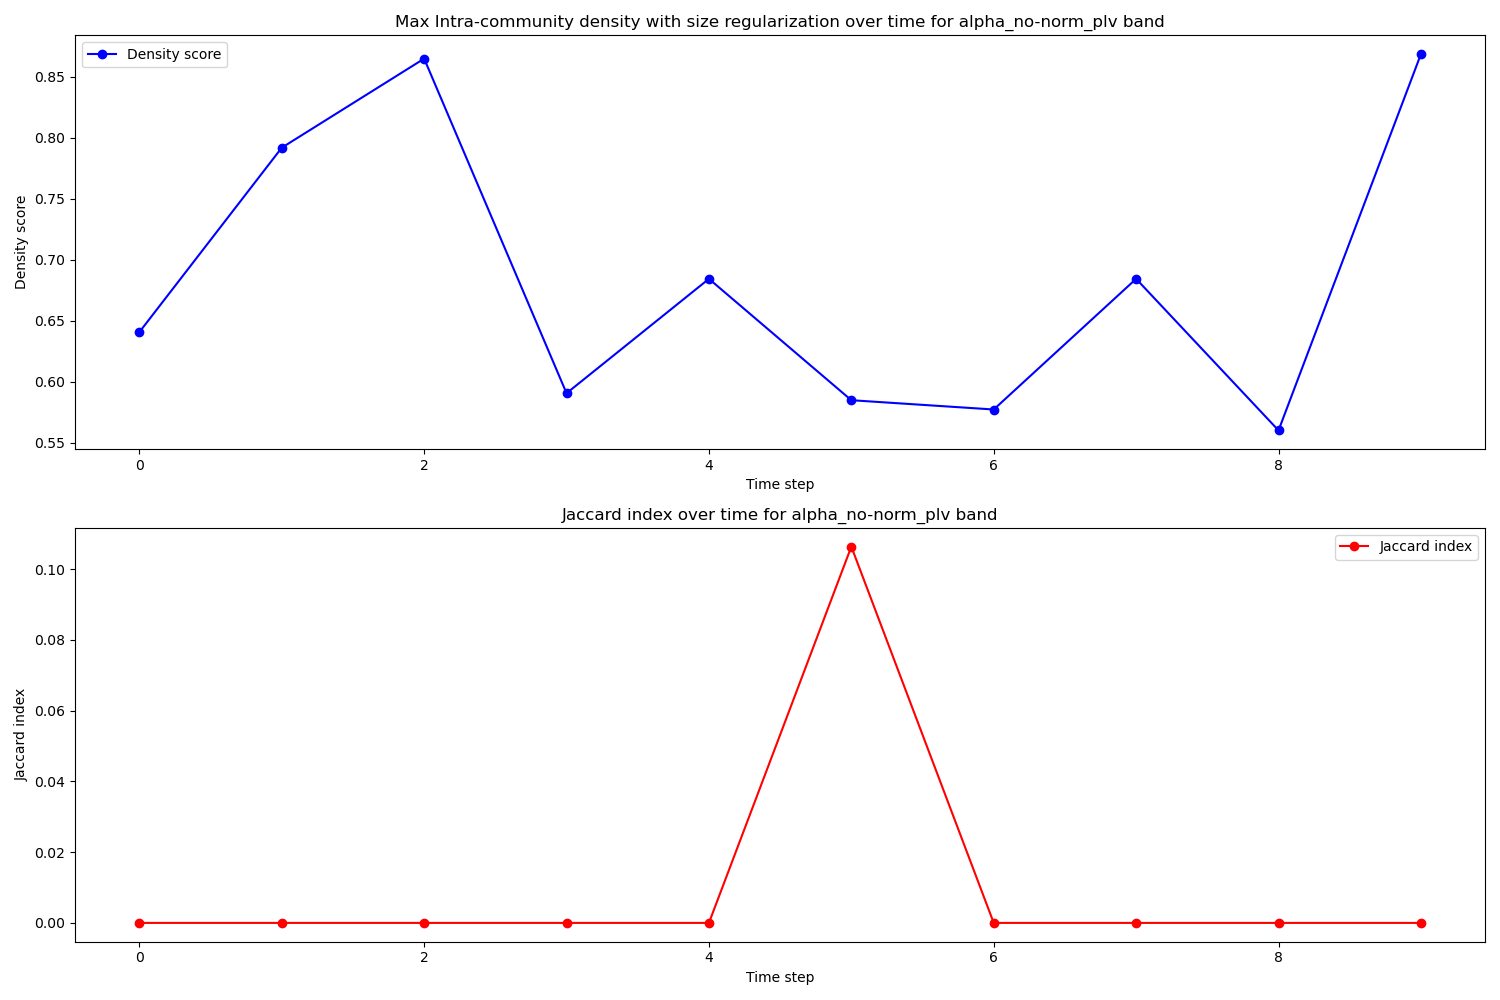 Max Intra-community density with size regularization over time for alpha_no-norm_plv band
Density score
0.85
0.80
0.75
0.70
0.65
0.60
0.55
Density score
0 2 4 6 8
Time step
Jaccard index over time for alpha_no-norm_plv band
Jaccard index
0.10
0.08
0.06
0.04
0.02
0.00
Jaccard index
0 2 4 6 8
Time step